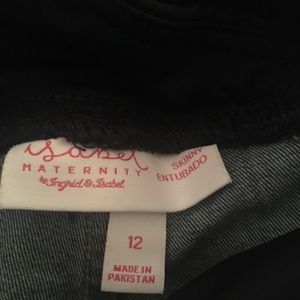 isabel
MATERNITY
by Ingrid & Isabel
SKINNY
ENTUBADO
12
MADE IN
PAKISTAN